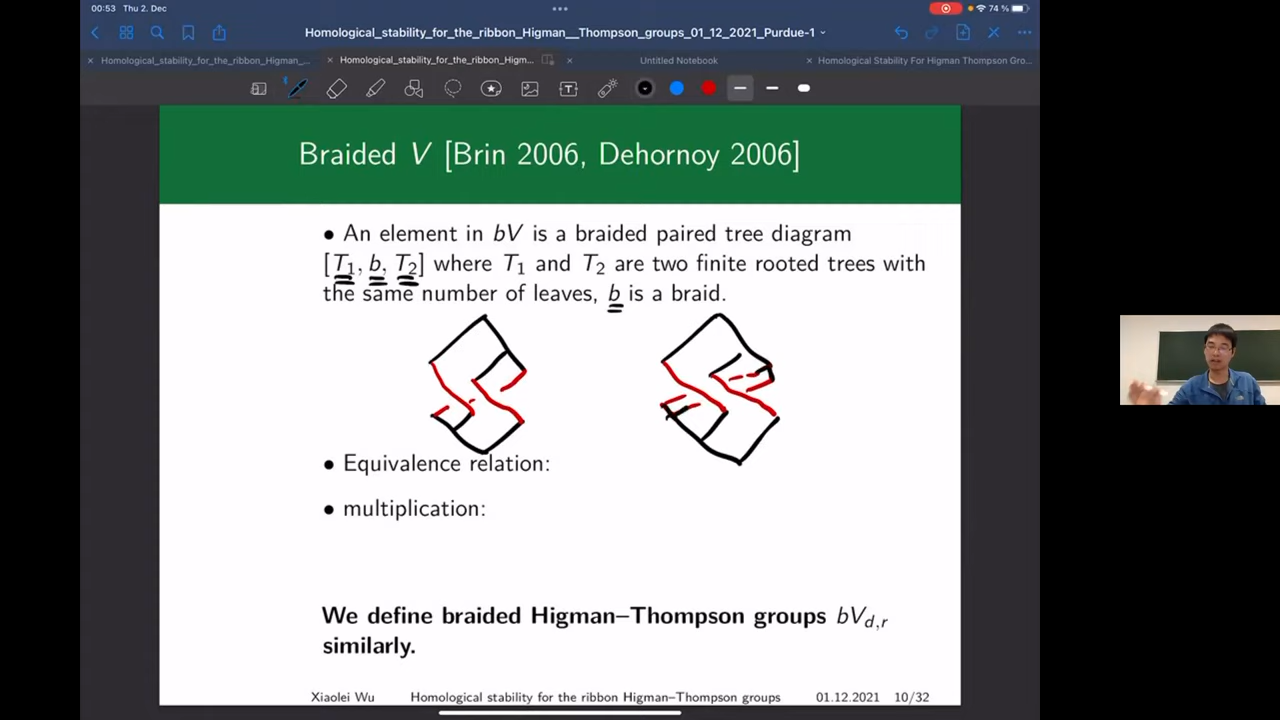 00:53 Thu 2. Dec
74 %
Homological_stability_for_the_ribbon_Higman__Thompson_groups_01_12_2021_Purdue-1
Homological_stability_for_the_ribbon_Higman_...
Homological_stability_for_the_ribbon_Higm...
Untitled Notebook
Homological Stability For Higman Thompson Gro...
Braided V [Brin 2006, Dehornoy 2006]
• An element in bV is a braided paired tree diagram
[T₁, b, T₂] where T₁ and T₂ are two finite rooted trees with
the same number of leaves, b is a braid.
• Equivalence relation:
• multiplication:
We define braided Higman–Thompson groups bV_{d,r}
similarly.
Xiaolei Wu Homological stability for the ribbon Higman–Thompson groups 01.12.2021 10/32